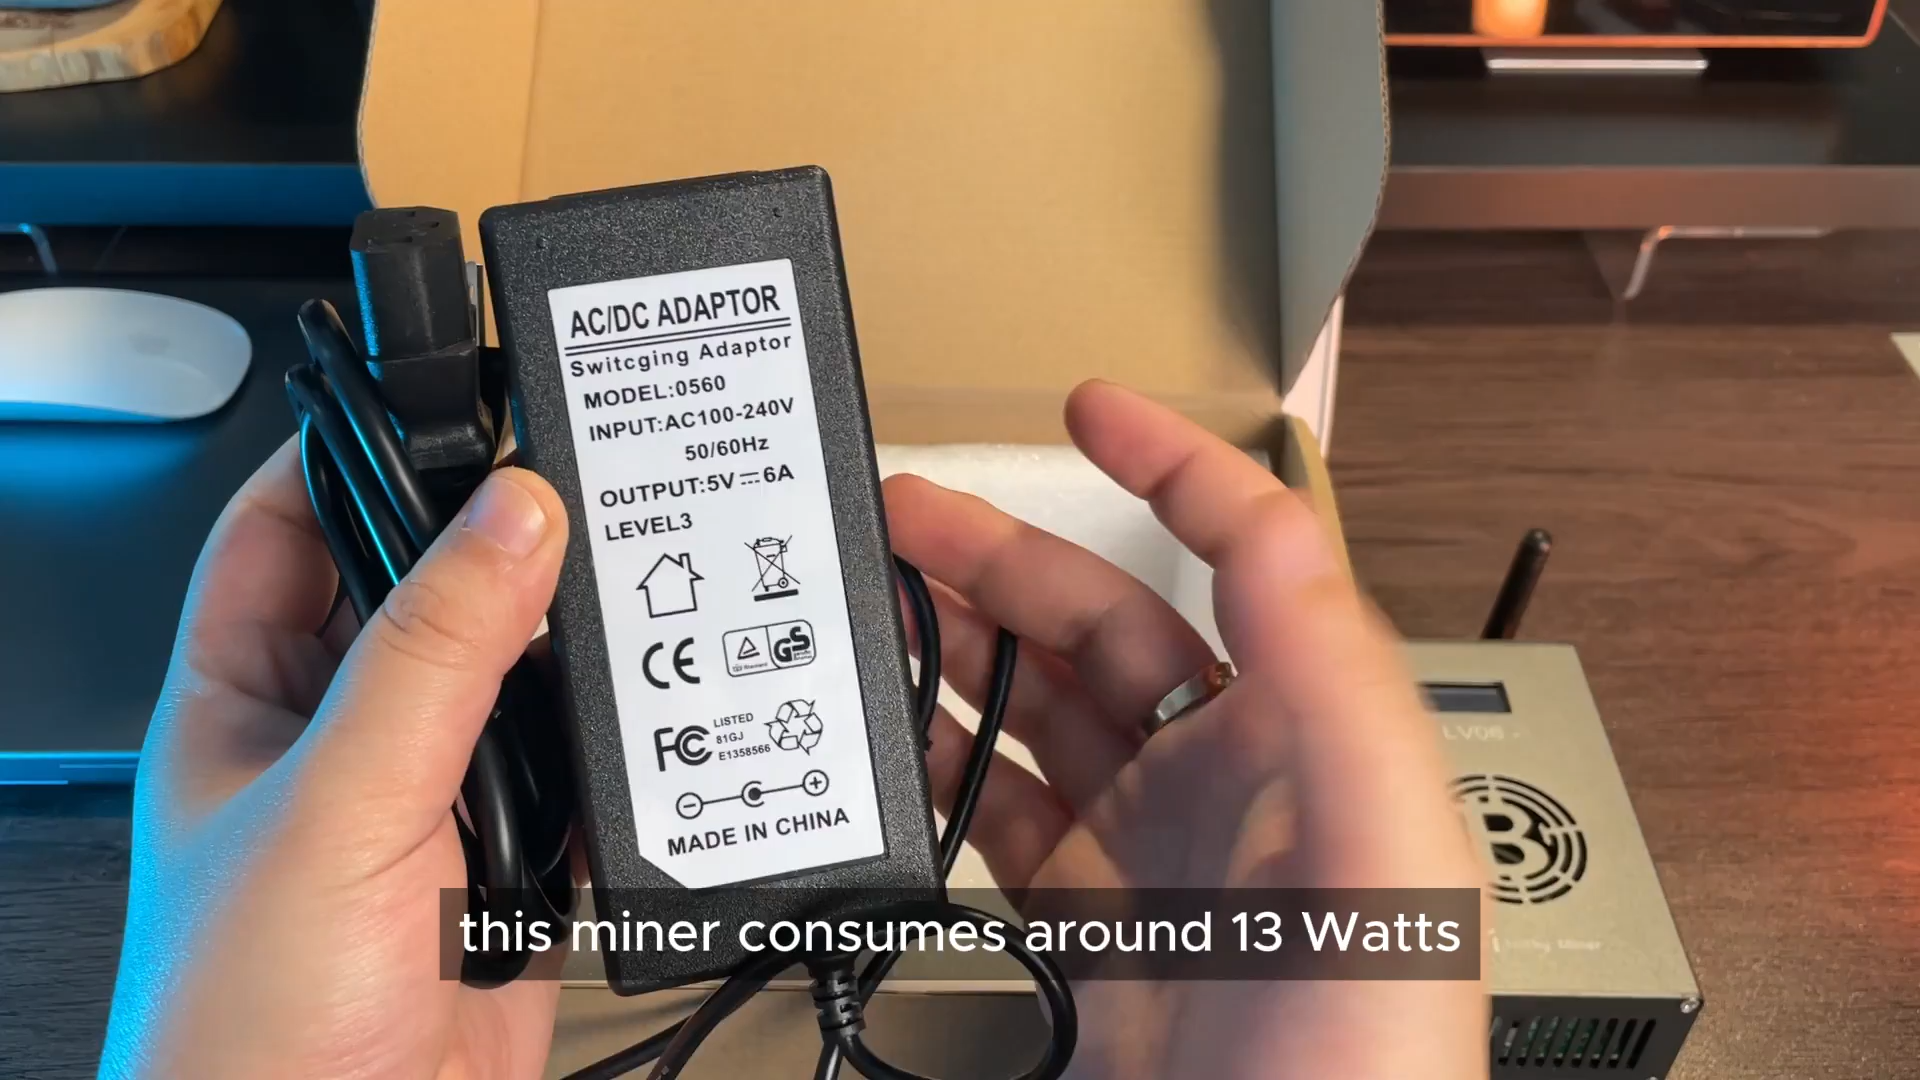 AC/DC ADAPTOR
Switcging Adaptor
MODEL:0560
INPUT:AC100-240V
50/60Hz
OUTPUT:5V⎓6A
LEVEL3
CE
GS
FC
LISTED
81GJ
E1358566
MADE IN CHINA
LV06
this miner consumes around 13 Watts